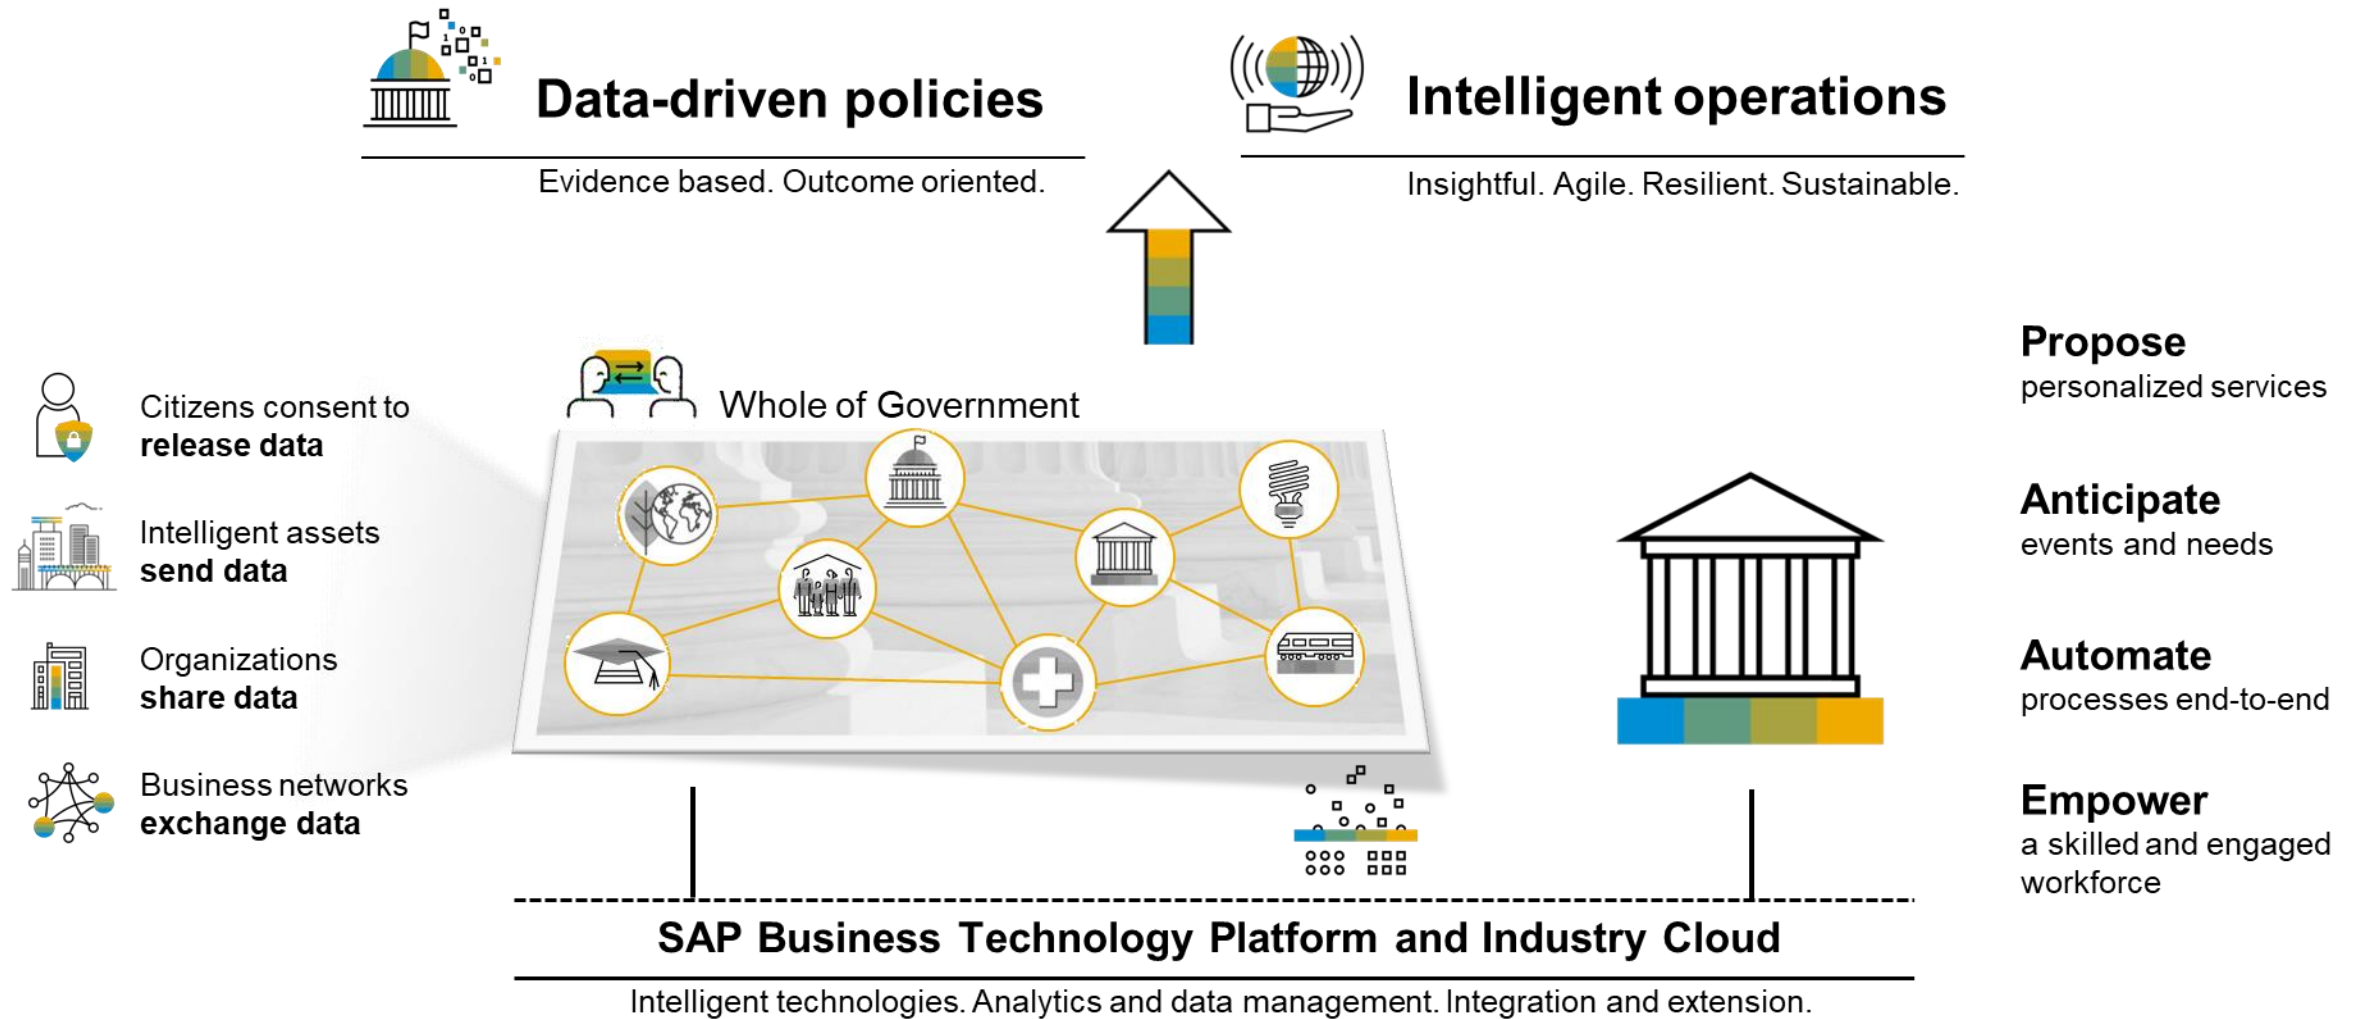 Data-driven policies
Evidence based. Outcome oriented.
Intelligent operations
Insightful. Agile. Resilient. Sustainable.
Citizens consent to
release data
Intelligent assets
send data
Organizations
share data
Business networks
exchange data
Whole of Government
Propose
personalized services
Anticipate
events and needs
Automate
processes end-to-end
Empower
a skilled and engaged
workforce
SAP Business Technology Platform and Industry Cloud
Intelligent technologies. Analytics and data management. Integration and extension.